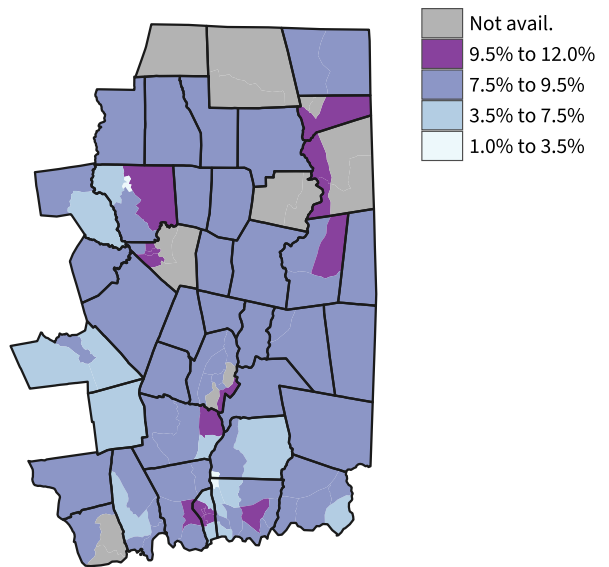 Not avail.
9.5% to 12.0%
7.5% to 9.5%
3.5% to 7.5%
1.0% to 3.5%